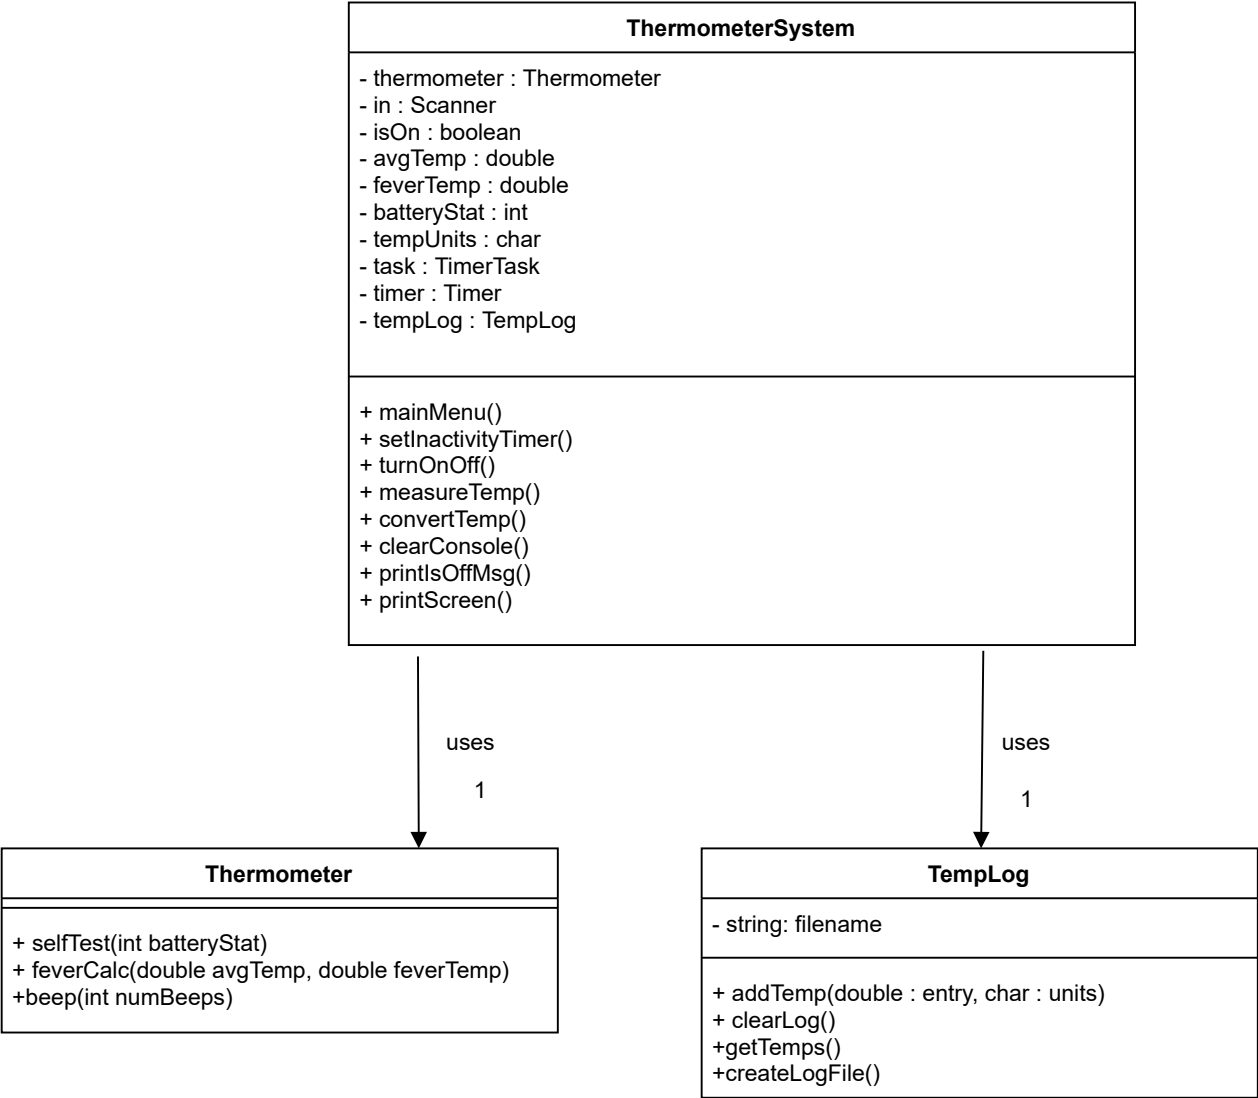 ThermometerSystem
- thermometer : Thermometer
- in : Scanner
- isOn : boolean
- avgTemp : double
- feverTemp : double
- batteryStat : int
- tempUnits : char
- task : TimerTask
- timer : Timer
- tempLog : TempLog
+ mainMenu()
+ setInactivityTimer()
+ turnOnOff()
+ measureTemp()
+ convertTemp()
+ clearConsole()
+ printIsOffMsg()
+ printScreen()
uses
1
uses
1
Thermometer
+ selfTest(int batteryStat)
+ feverCalc(double avgTemp, double feverTemp)
+beep(int numBeeps)
TempLog
- string: filename
+ addTemp(double : entry, char : units)
+ clearLog()
+getTemps()
+createLogFile()